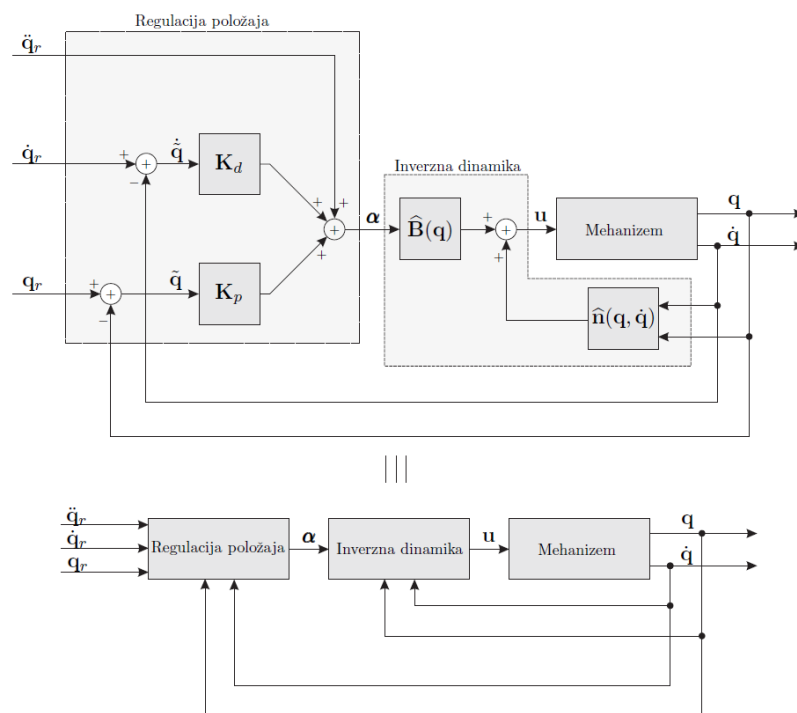 Regulacija položaja
q̈_r
q̇_r
+
+
−
q̃̇
K_d
+
+
+
α
Inverzna dinamika
B̂(q)
+
+
+
u
Mehanizem
q
q̇
q_r
+
+
−
q̃
K_p
n̂(q, q̇)
|||
q̈_r
q̇_r
q_r
Regulacija položaja
α
Inverzna dinamika
u
Mehanizem
q
q̇